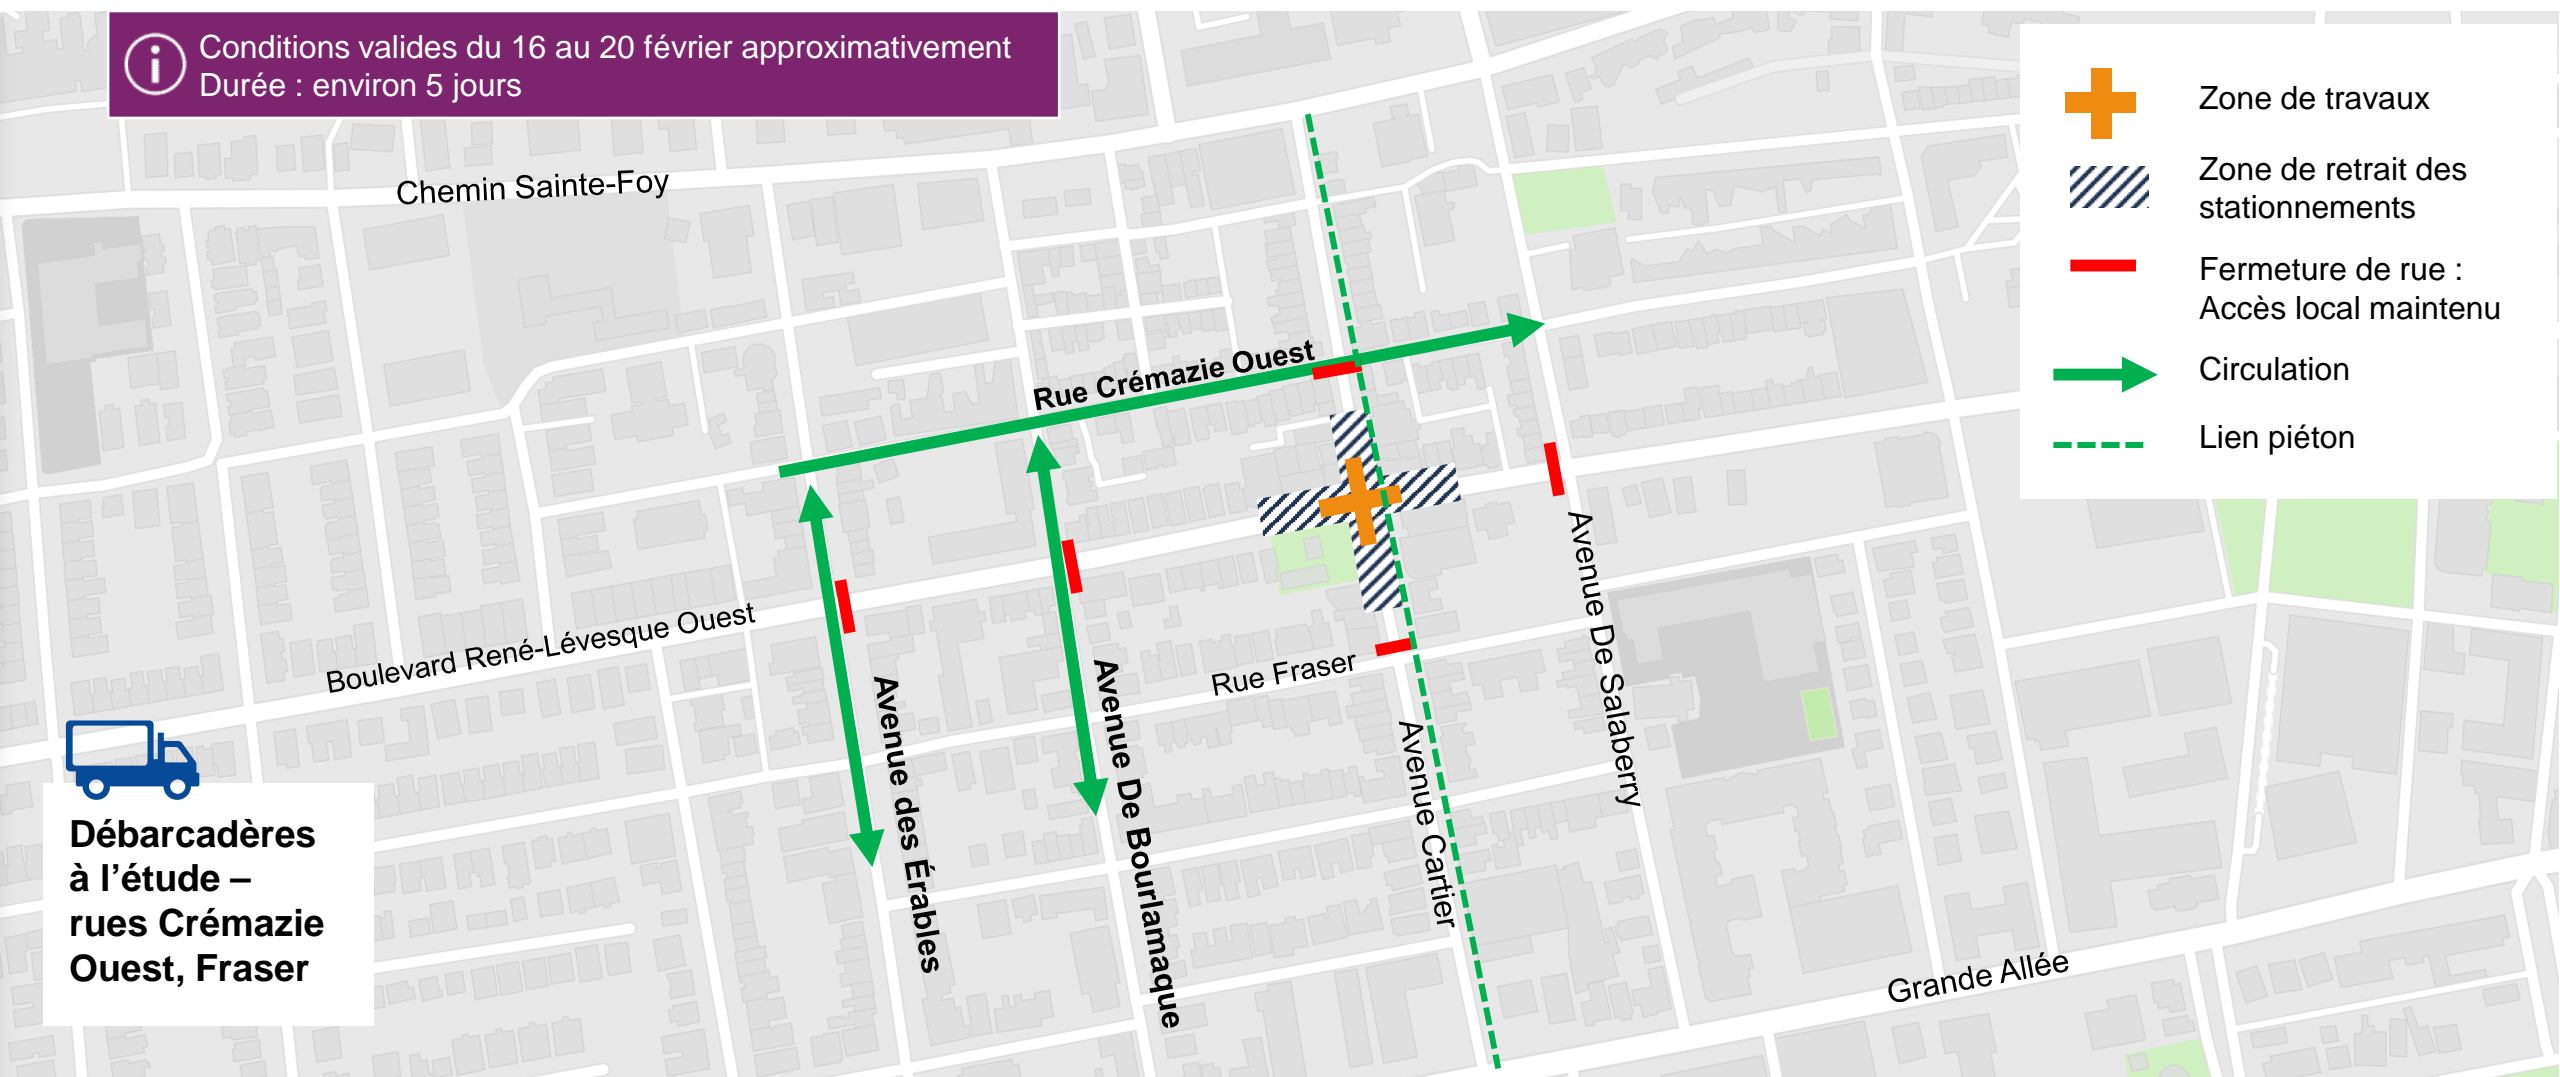 Conditions valides du 16 au 20 février approximativement
Durée : environ 5 jours
Zone de travaux
Zone de retrait des
stationnements
Fermeture de rue :
Accès local maintenu
Circulation
Lien piéton
Chemin Sainte-Foy
Rue Crémazie Ouest
Boulevard René-Lévesque Ouest
Rue Fraser
Avenue des Érables
Avenue De Bourlamaque
Avenue Cartier
Avenue De Salaberry
Grande Allée
Débarcadères
à l’étude –
rues Crémazie
Ouest, Fraser